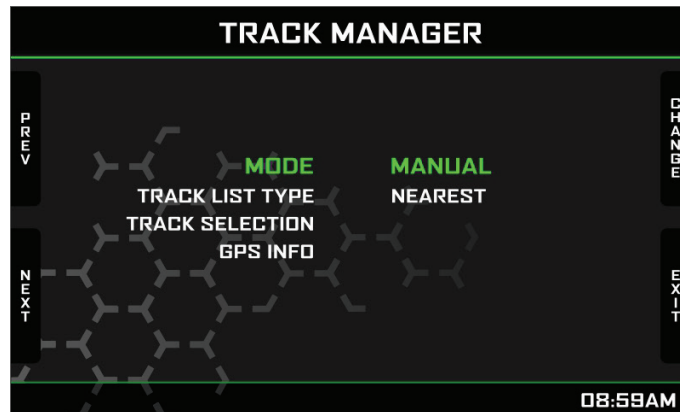 TRACK MANAGER
PREV
CHANGE
MODE MANUAL
TRACK LIST TYPE NEAREST
TRACK SELECTION
GPS INFO
NEXT
EXIT
08:59AM